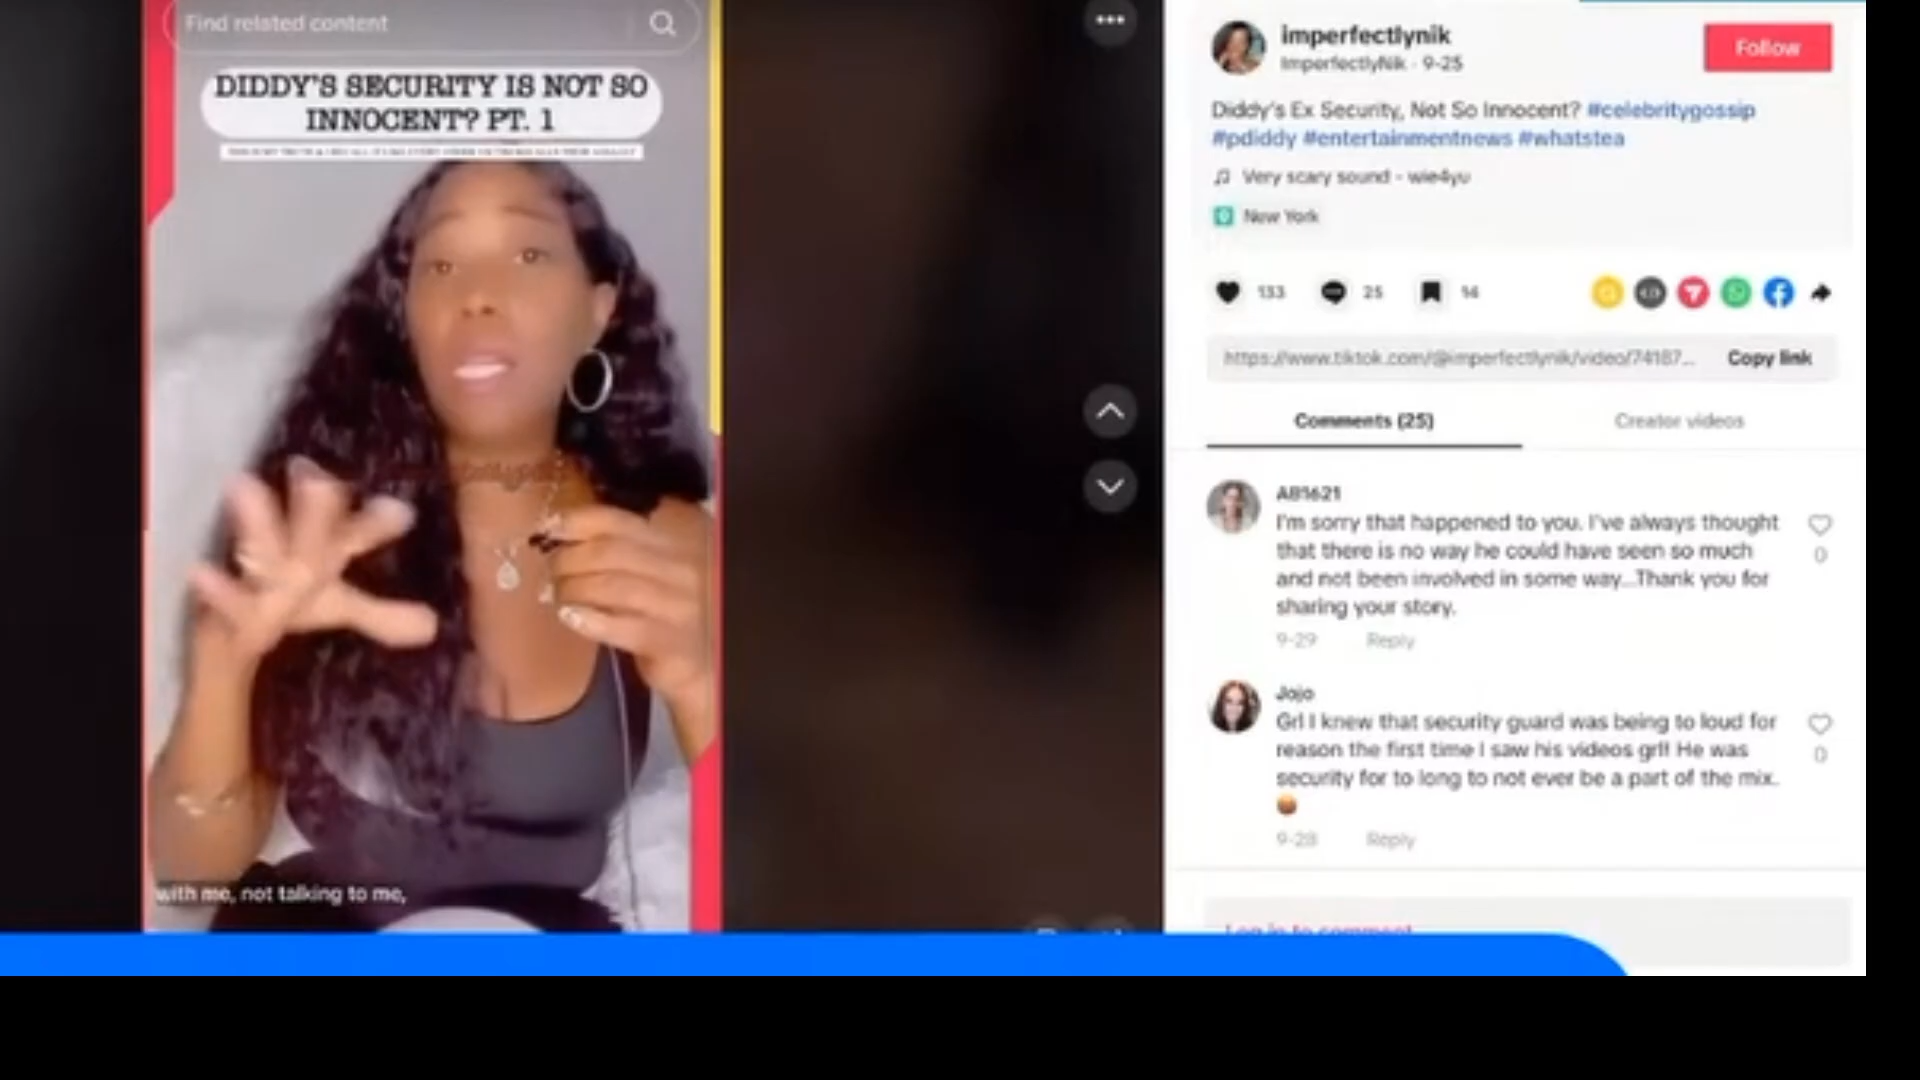 Find related content
DIDDY'S SECURITY IS NOT SO
INNOCENT? PT. 1
with me, not talking to me,
imperfectlynik
ImperfectlyNik · 9-25
Follow
Diddy's Ex Security, Not So Innocent? #celebritygossip
#pdiddy #entertainmentnews #whatstea
Very scary sound - wie4yu
New York
133
25
14
https://www.tiktok.com/@imperfectlynik/video/74187...
Copy link
Comments (25)
Creator videos
AB1621
I'm sorry that happened to you. I've always thought
that there is no way he could have seen so much
and not been involved in some way...Thank you for
sharing your story.
0
9-29
Reply
Jojo
Grl I knew that security guard was being to loud for
reason the first time I saw his videos grl! He was
security for to long to not ever be a part of the mix.
0
9-28
Reply
Log in to comment